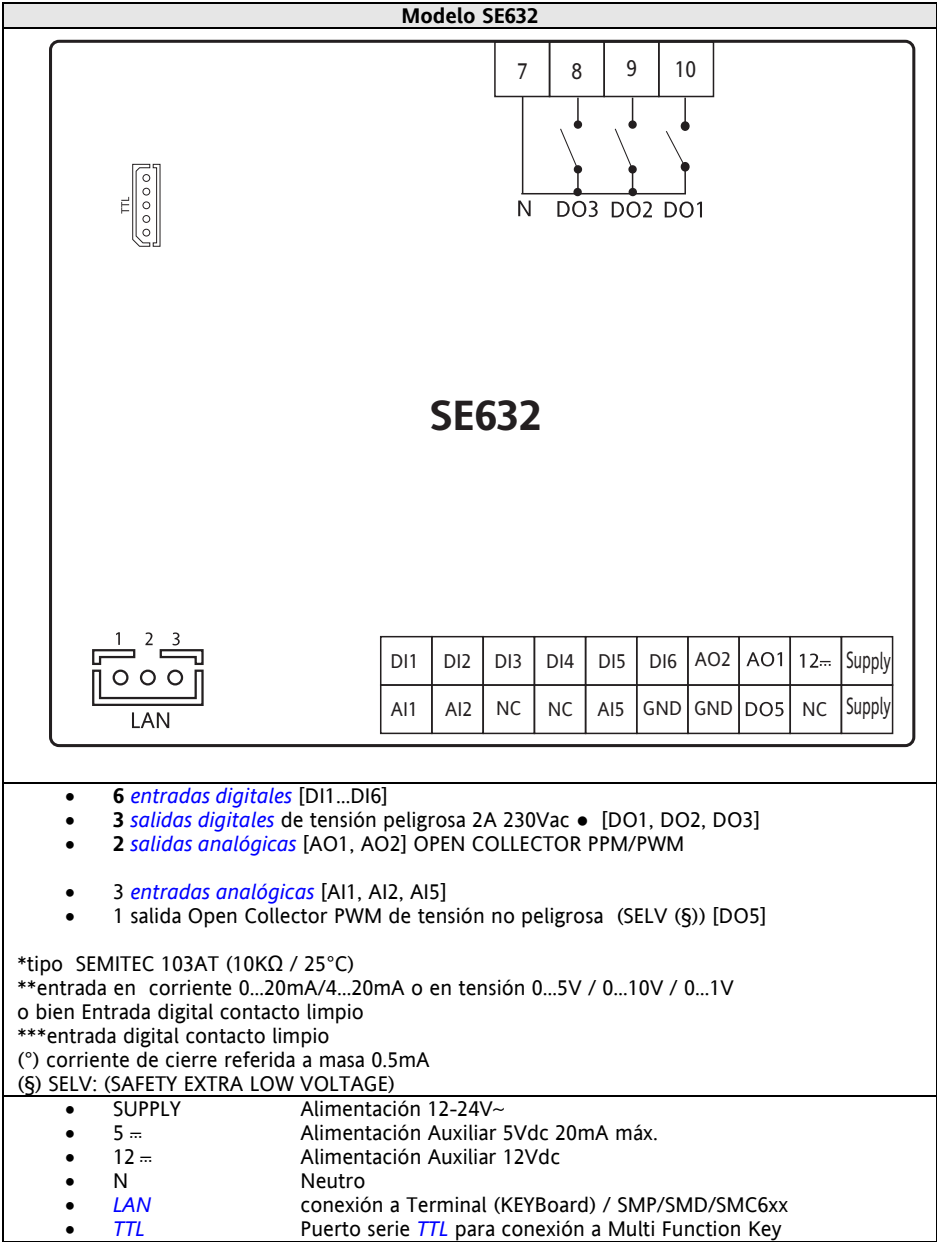 Modelo SE632
7 8 9 10
TTL
N DO3 DO2 DO1
SE632
1 2 3
LAN
DI1 DI2 DI3 DI4 DI5 DI6 AO2 AO1 12⎓ Supply
AI1 AI2 NC NC AI5 GND GND DO5 NC Supply
• 6 entradas digitales [DI1...DI6]
• 3 salidas digitales de tensión peligrosa 2A 230Vac ● [DO1, DO2, DO3]
• 2 salidas analógicas [AO1, AO2] OPEN COLLECTOR PPM/PWM
• 3 entradas analógicas [AI1, AI2, AI5]
• 1 salida Open Collector PWM de tensión no peligrosa (SELV (§)) [DO5]
*tipo SEMITEC 103AT (10KΩ / 25°C)
**entrada en corriente 0...20mA/4...20mA o en tensión 0...5V / 0...10V / 0...1V
o bien Entrada digital contacto limpio
***entrada digital contacto limpio
(°) corriente de cierre referida a masa 0.5mA
(§) SELV: (SAFETY EXTRA LOW VOLTAGE)
• SUPPLY Alimentación 12-24V~
• 5 ⎓ Alimentación Auxiliar 5Vdc 20mA máx.
• 12 ⎓ Alimentación Auxiliar 12Vdc
• N Neutro
• LAN conexión a Terminal (KEYBoard) / SMP/SMD/SMC6xx
• TTL Puerto serie TTL para conexión a Multi Function Key